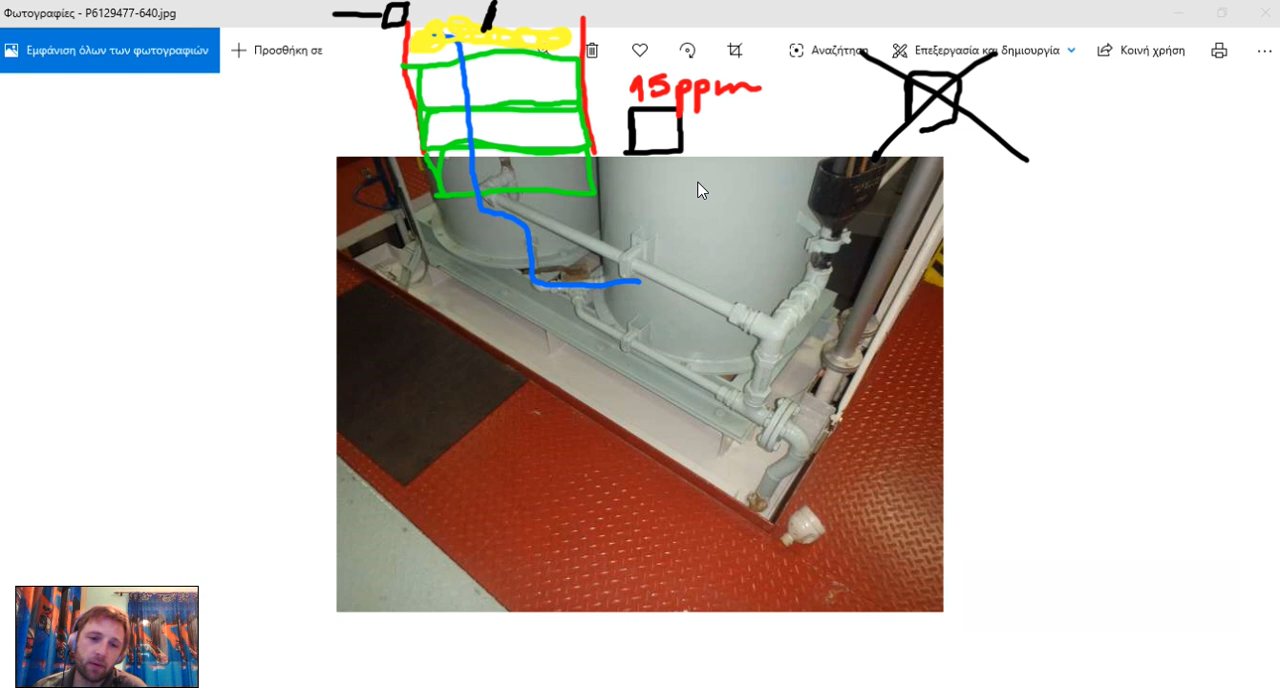 Φωτογραφίες - P6129477-640.jpg
Εμφάνιση όλων των φωτογραφιών
Προσθήκη σε
Αναζήτηση
Επεξεργασία και δημιουργία
Κοινή χρήση
15ppm